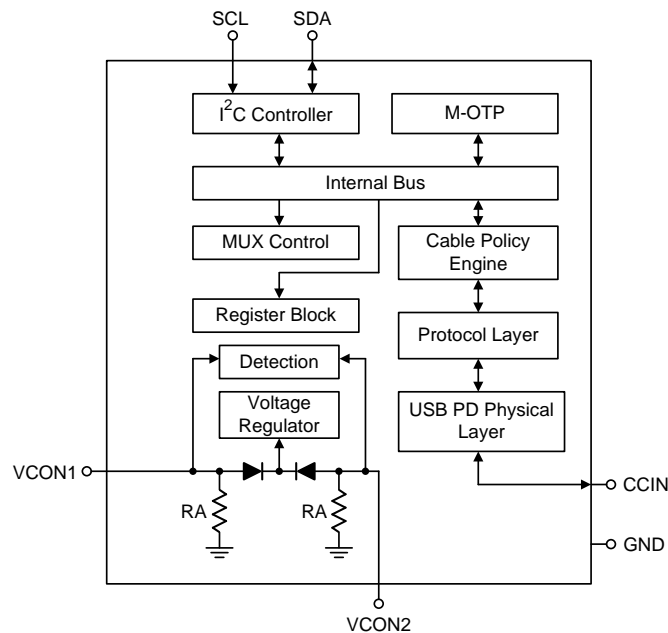 SCL
SDA
I²C Controller
M-OTP
Internal Bus
MUX Control
Cable Policy
Engine
Register Block
Protocol Layer
Detection
Voltage
Regulator
USB PD Physical
Layer
VCON1
CCIN
RA
RA
GND
VCON2